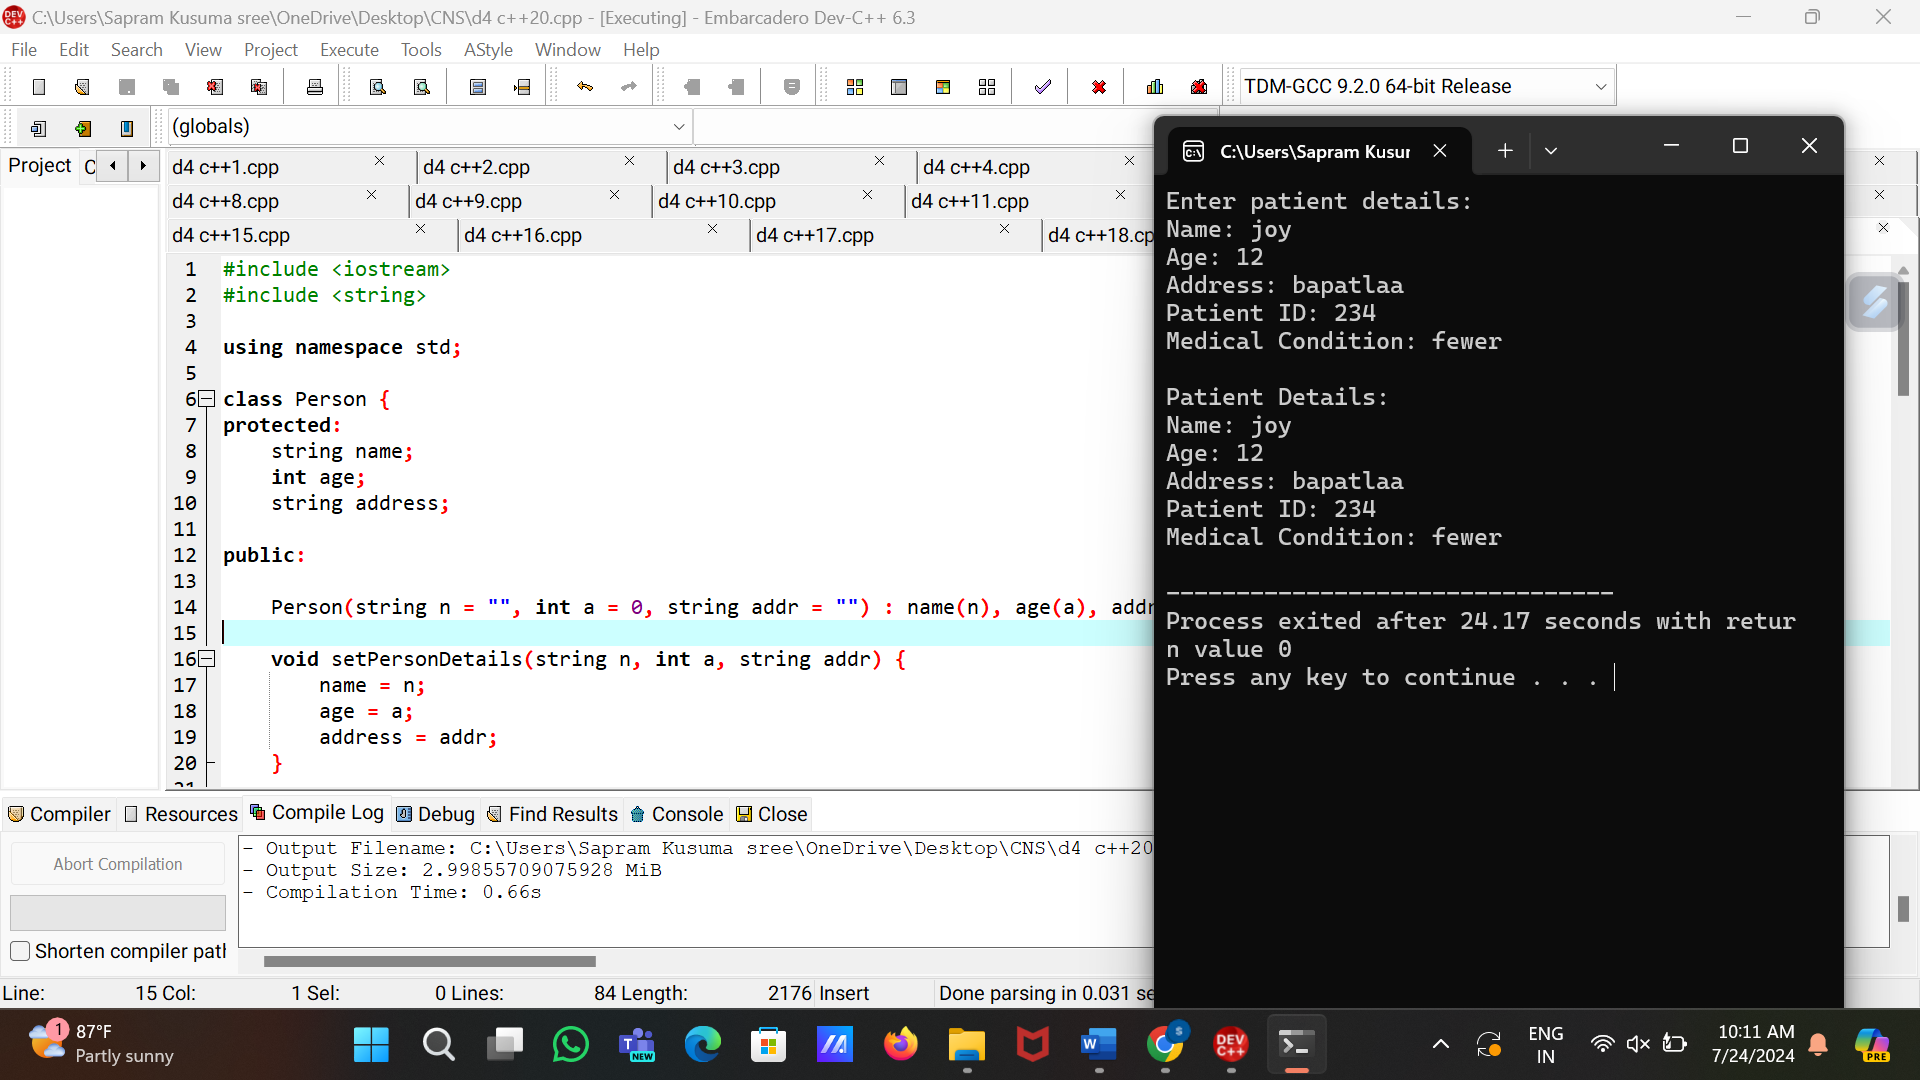 C:\Users\Sapram Kusuma sree\OneDrive\Desktop\CNS\d4 c++20.cpp - [Executing] - Embarcadero Dev-C++ 6.3
File Edit Search View Project Execute Tools AStyle Window Help
TDM-GCC 9.2.0 64-bit Release
(globals)
Project
d4 c++1.cpp d4 c++2.cpp d4 c++3.cpp d4 c++4.cpp
d4 c++8.cpp d4 c++9.cpp d4 c++10.cpp d4 c++11.cpp
d4 c++15.cpp d4 c++16.cpp d4 c++17.cpp d4 c++18.cp
1 #include <iostream>
2 #include <string>
3
4 using namespace std;
5
6 class Person {
7 protected:
8 string name;
9 int age;
10 string address;
11
12 public:
13
14 Person(string n = "", int a = 0, string addr = "") : name(n), age(a), addr
15
16 void setPersonDetails(string n, int a, string addr) {
17 name = n;
18 age = a;
19 address = addr;
20 }
C:\Users\Sapram Kusur
Enter patient details:
Name: joy
Age: 12
Address: bapatlaa
Patient ID: 234
Medical Condition: fewer
Patient Details:
Name: joy
Age: 12
Address: bapatlaa
Patient ID: 234
Medical Condition: fewer
--------------------------------
Process exited after 24.17 seconds with retur
n value 0
Press any key to continue . . .
Compiler Resources Compile Log Debug Find Results Console Close
Abort Compilation
Shorten compiler path
- Output Filename: C:\Users\Sapram Kusuma sree\OneDrive\Desktop\CNS\d4 c++20
- Output Size: 2.99855709075928 MiB
- Compilation Time: 0.66s
Line: 15 Col: 1 Sel: 0 Lines: 84 Length: 2176 Insert Done parsing in 0.031 se
1
87°F
Partly sunny
NEW
W
S
DEV
C++
ENG
IN
10:11 AM
7/24/2024
PRE